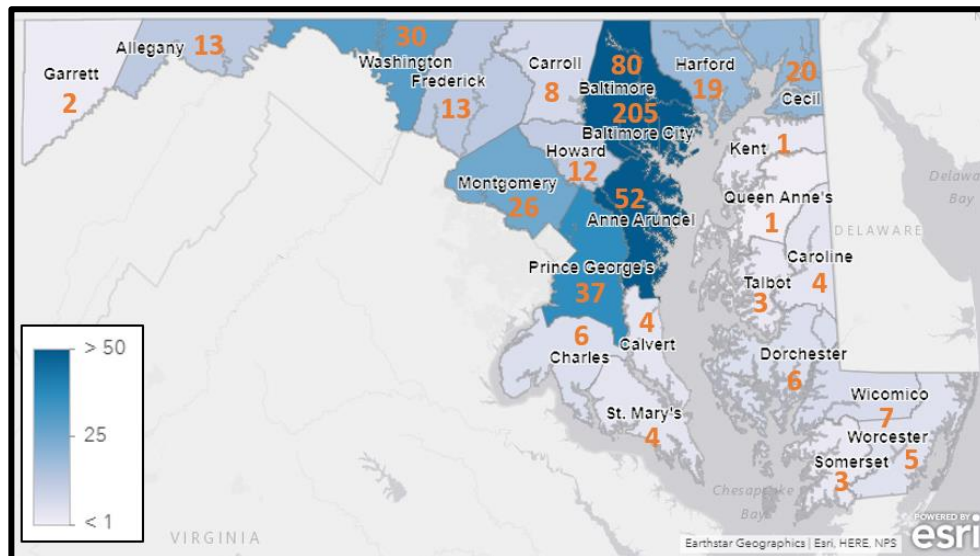 Allegany 13
Garrett
2
30
Washington
Frederick
13
Carroll
8
80
Baltimore
205
Baltimore City
Harford
19
20
Cecil
Howard
12
Kent 1
Montgomery
26
52
Anne Arundel
Queen Anne's
1
Delaware
Bay
DELAWARE
Caroline
4
Talbot
3
Prince George's
37
4
Calvert
6
Charles
Dorchester
6
Wicomico
7
St. Mary's
4
Worcester
5
Somerset
3
> 50
25
< 1
VIRGINIA
Chesapeake
Bay
Earthstar Geographics | Esri, HERE, NPS
POWERED BY
esri